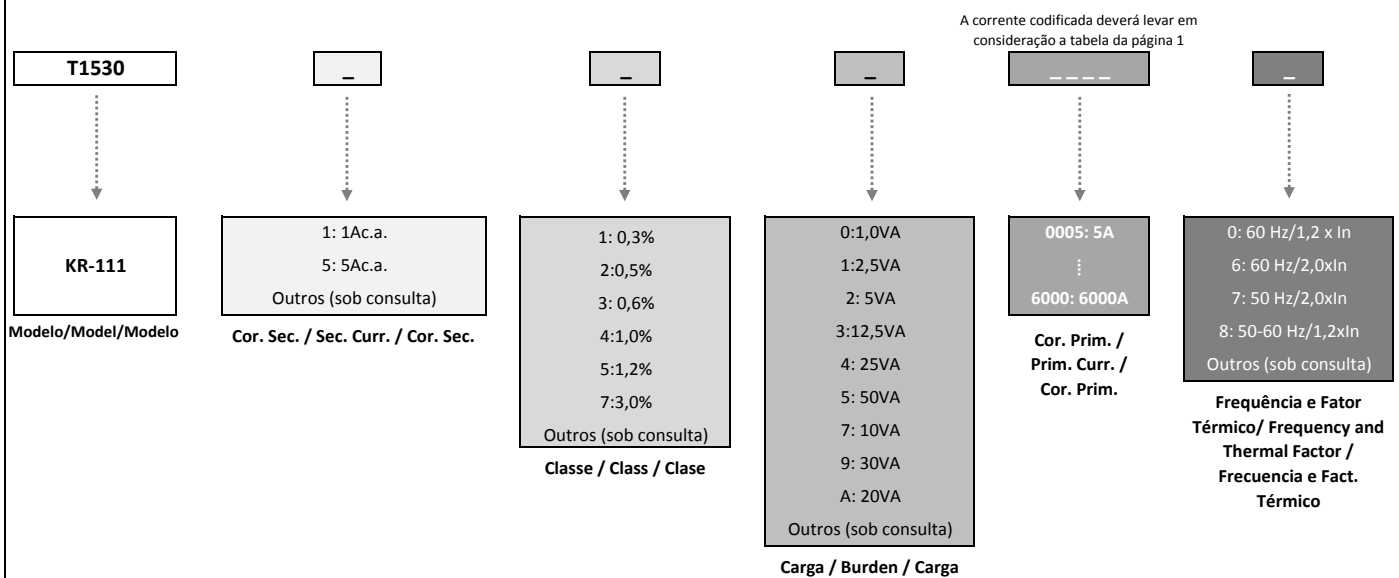 A corrente codificada deverá levar em
consideração a tabela da página 1
T1530
_
_
_
_ _ _ _
_
KR-111
Modelo/Model/Modelo
1: 1Ac.a.
5: 5Ac.a.
Outros (sob consulta)
Cor. Sec. / Sec. Curr. / Cor. Sec.
1: 0,3%
2:0,5%
3: 0,6%
4:1,0%
5:1,2%
7:3,0%
Outros (sob consulta)
Classe / Class / Clase
0:1,0VA
1:2,5VA
2: 5VA
3:12,5VA
4: 25VA
5: 50VA
7: 10VA
9: 30VA
A: 20VA
Outros (sob consulta)
Carga / Burden / Carga
0005: 5A
6000: 6000A
Cor. Prim. /
Prim. Curr. /
Cor. Prim.
0: 60 Hz/1,2 x In
6: 60 Hz/2,0xIn
7: 50 Hz/2,0xIn
8: 50-60 Hz/1,2xIn
Outros (sob consulta)
Frequência e Fator
Térmico/ Frequency and
Thermal Factor /
Frecuencia e Fact.
Térmico